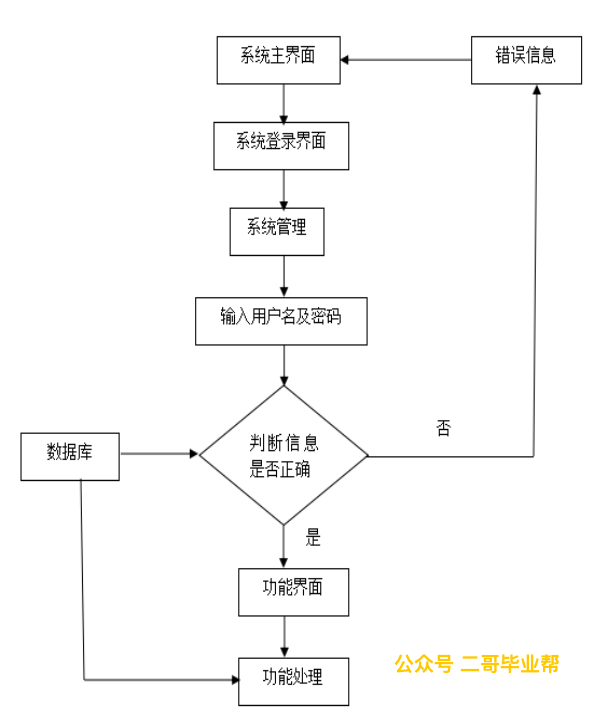 系统主界面
错误信息
系统登录界面
系统管理
输入用户名及密码
否
数据库
判断信息
是否正确
是
功能界面
公众号 二哥毕业帮
功能处理